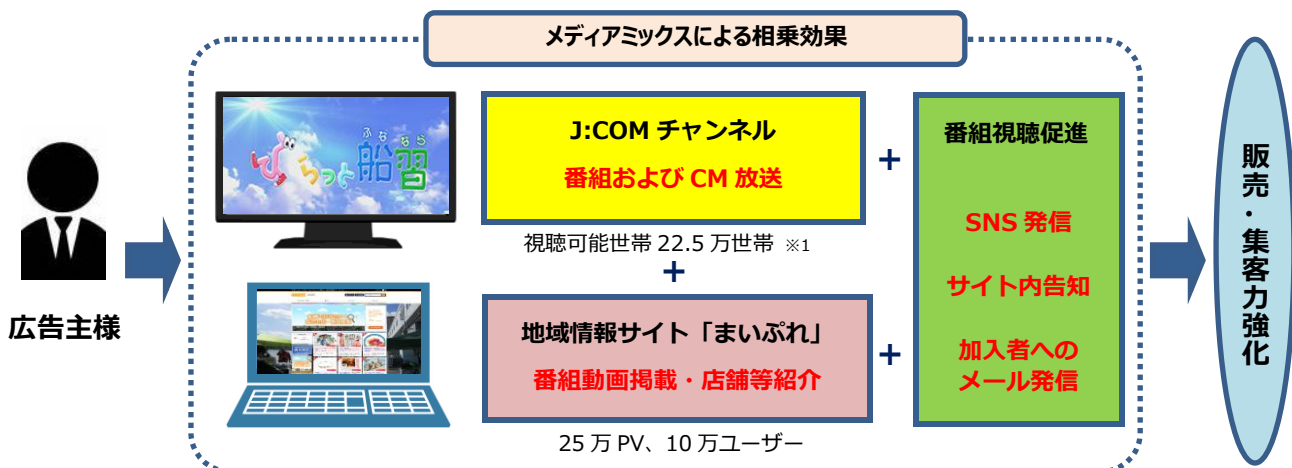 メディアミックスによる相乗効果
広告主様
ふなら
ぴらっと船習
J:COM チャンネル
番組および CM 放送
視聴可能世帯 22.5 万世帯 ※1
+
地域情報サイト「まいぷれ」
番組動画掲載・店舗等紹介
25 万 PV、10 万ユーザー
+
+
番組視聴促進
SNS 発信
サイト内告知
加入者への
メール発信
販売・集客力強化